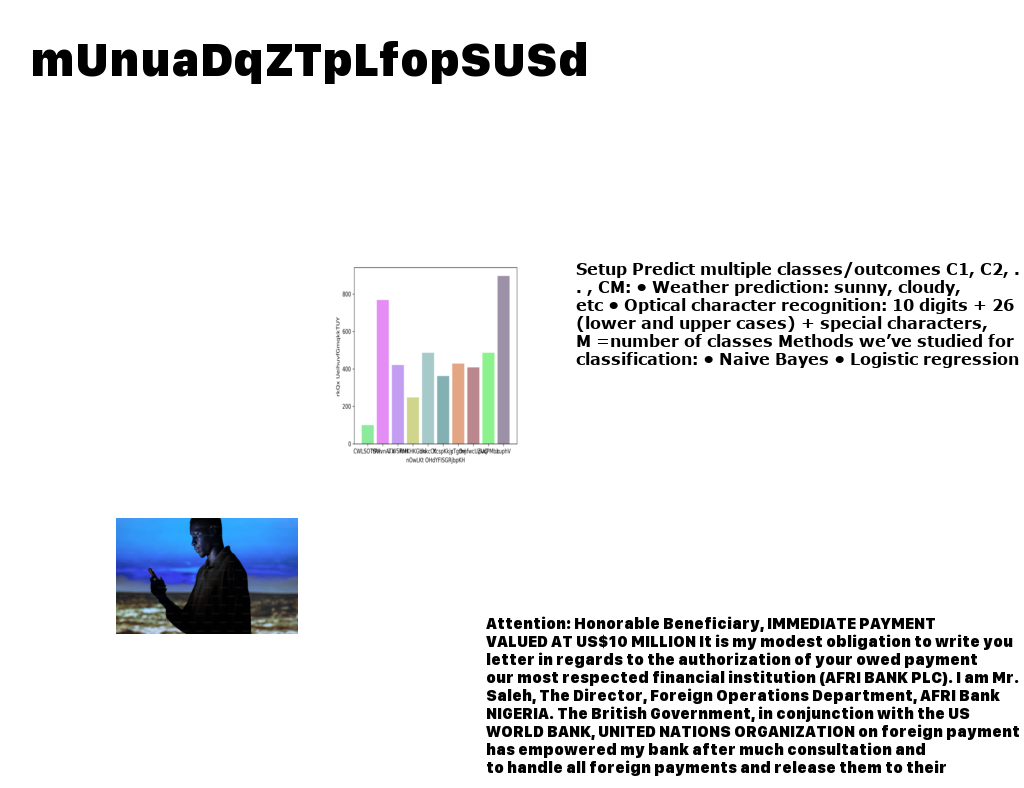 mUnuaDqZTpLfopSUSd
Setup Predict multiple classes/outcomes C1, C2, .
. , CM: • Weather prediction: sunny, cloudy,
etc • Optical character recognition: 10 digits + 26
(lower and upper cases) + special characters,
M =number of classes Methods we’ve studied for
classification: • Naive Bayes • Logistic regression
800
600
400
200
0
Attention: Honorable Beneficiary, IMMEDIATE PAYMENT
VALUED AT US$10 MILLION It is my modest obligation to write you
letter in regards to the authorization of your owed payment
our most respected financial institution (AFRI BANK PLC). I am Mr.
Saleh, The Director, Foreign Operations Department, AFRI Bank
NIGERIA. The British Government, in conjunction with the US
WORLD BANK, UNITED NATIONS ORGANIZATION on foreign payment
has empowered my bank after much consultation and
to handle all foreign payments and release them to their